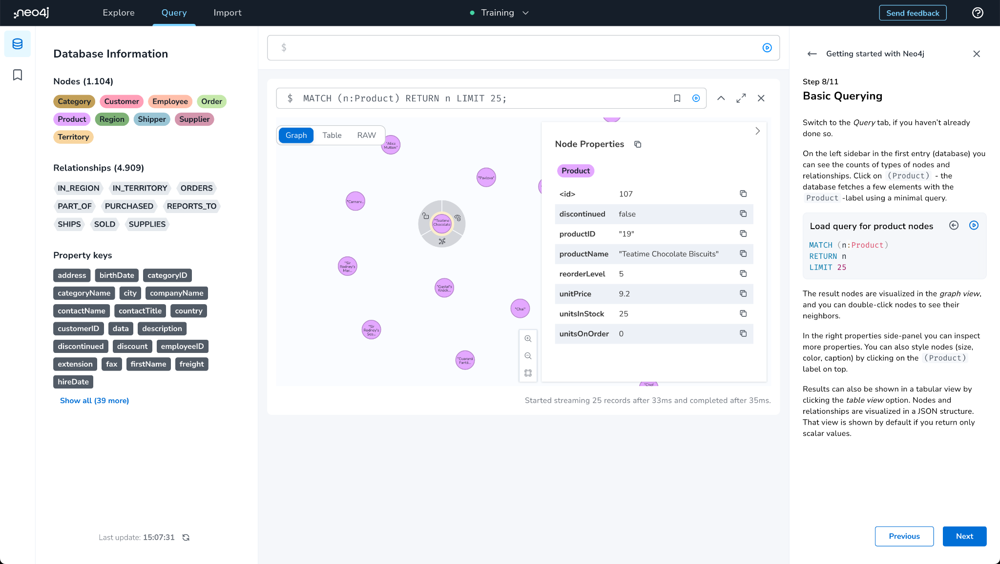 neo4j
Explore
Query
Import
Training
Send feedback
Database Information
Nodes (1.104)
Category
Customer
Employee
Order
Product
Region
Shipper
Supplier
Territory
Relationships (4.909)
IN_REGION
IN_TERRITORY
ORDERS
PART_OF
PURCHASED
REPORTS_TO
SHIPS
SOLD
SUPPLIES
Property keys
address
birthDate
categoryID
categoryName
city
companyName
contactName
contactTitle
country
customerID
data
description
discontinued
discount
employeeID
extension
fax
firstName
freight
hireDate
Show all (39 more)
Last update: 15:07:31
$
$ MATCH (n:Product) RETURN n LIMIT 25;
Graph
Table
RAW
"Alice
Mutton"
"Pavlova"
"Carnarv...
"Teatime
Chocolate
"Sir
Rodney's
Mar...
"Gustaf's
Knäck...
"Chai"
"Sir
Rodney's
Sco...
"Guaraná
Fantá...
"Chef
Node Properties
Product
<id> 107
discontinued false
productID "19"
productName "Teatime Chocolate Biscuits"
reorderLevel 5
unitPrice 9.2
unitsInStock 25
unitsOnOrder 0
Started streaming 25 records after 33ms and completed after 35ms.
Getting started with Neo4j
Step 8/11
Basic Querying
Switch to the Query tab, if you haven't already
done so.
On the left sidebar in the first entry (database) you
can see the counts of types of nodes and
relationships. Click on (Product) - the
database fetches a few elements with the
Product -label using a minimal query.
Load query for product nodes
MATCH (n:Product)
RETURN n
LIMIT 25
The result nodes are visualized in the graph view,
and you can double-click nodes to see their
neighbors.
In the right properties side-panel you can inspect
more properties. You can also style nodes (size,
color, caption) by clicking on the (Product)
label on top.
Results can also be shown in a tabular view by
clicking the table view option. Nodes and
relationships are visualized in a JSON structure.
That view is shown by default if you return only
scalar values.
Previous
Next